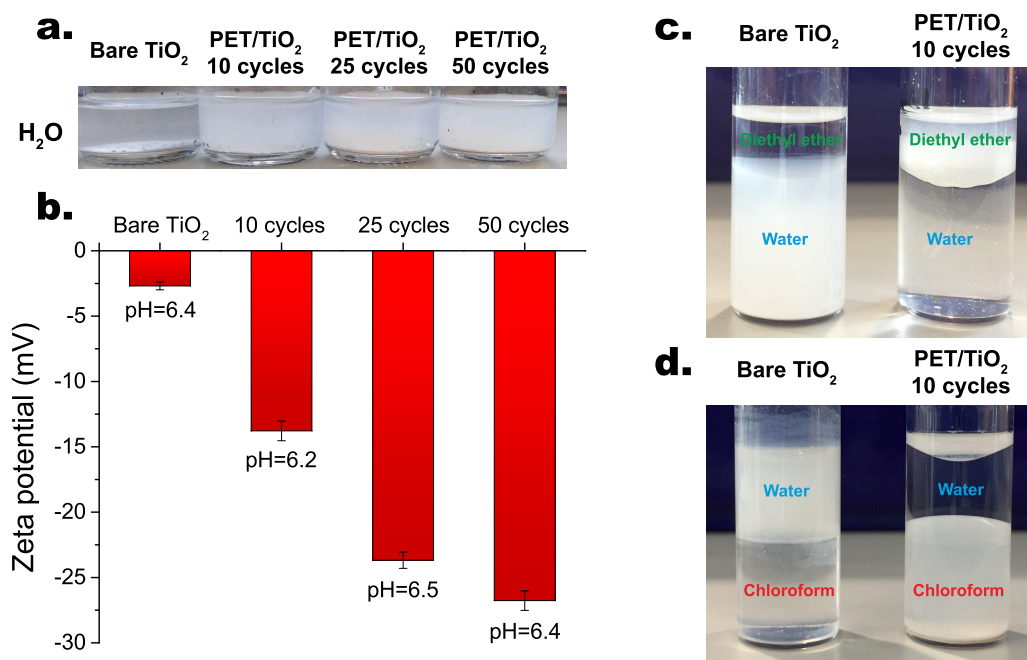 a.
Bare TiO₂
PET/TiO₂
10 cycles
PET/TiO₂
25 cycles
PET/TiO₂
50 cycles
H₂O
b.
Bare TiO₂
10 cycles
25 cycles
50 cycles
Zeta potential (mV)
0
-5
-10
-15
-20
-25
-30
pH=6.4
pH=6.2
pH=6.5
pH=6.4
c.
Bare TiO₂
PET/TiO₂
10 cycles
Diethyl ether
Diethyl ether
Water
Water
d.
Bare TiO₂
PET/TiO₂
10 cycles
Water
Water
Chloroform
Chloroform